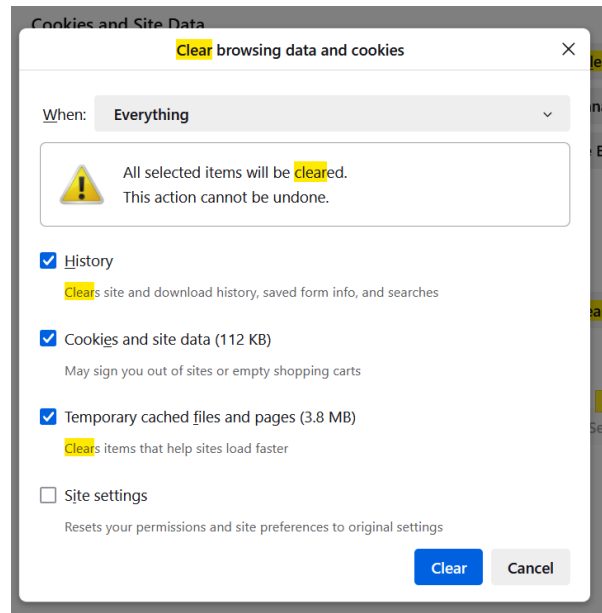 Cookies and Site Data
Clear browsing data and cookies
When: Everything
All selected items will be cleared.
This action cannot be undone.
History
Clears site and download history, saved form info, and searches
Cookies and site data (112 KB)
May sign you out of sites or empty shopping carts
Temporary cached files and pages (3.8 MB)
Clears items that help sites load faster
Site settings
Resets your permissions and site preferences to original settings
Clear Cancel